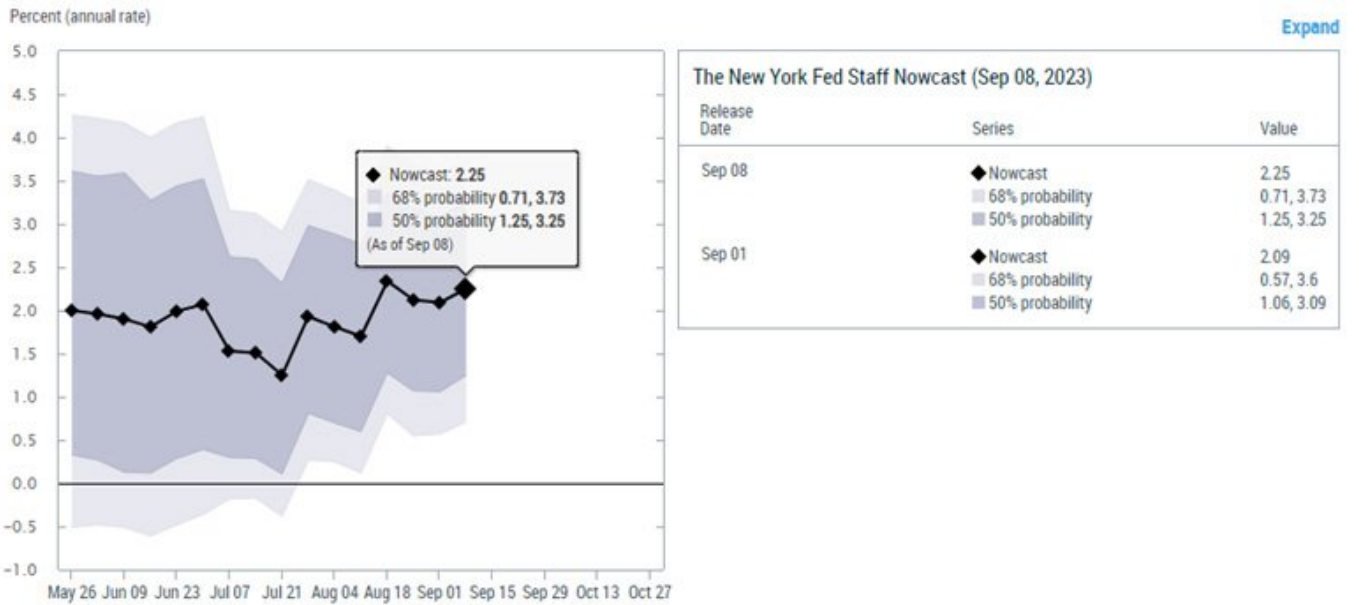 Percent (annual rate)
Expand
5.0
4.5
4.0
3.5
3.0
2.5
2.0
1.5
1.0
0.5
0.0
-0.5
-1.0
May 26 Jun 09 Jun 23 Jul 07 Jul 21 Aug 04 Aug 18 Sep 01 Sep 15 Sep 29 Oct 13 Oct 27
Nowcast: 2.25
68% probability 0.71, 3.73
50% probability 1.25, 3.25
(As of Sep 08)
The New York Fed Staff Nowcast (Sep 08, 2023)
Release
Date Series Value
Sep 08 Nowcast 2.25
68% probability 0.71, 3.73
50% probability 1.25, 3.25
Sep 01 Nowcast 2.09
68% probability 0.57, 3.6
50% probability 1.06, 3.09